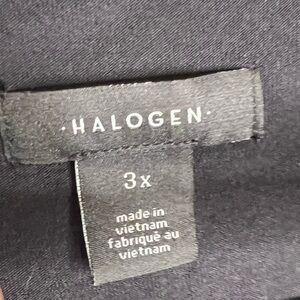 ·HALOGEN·
3x
made in
vietnam
fabriqué au
vietnam